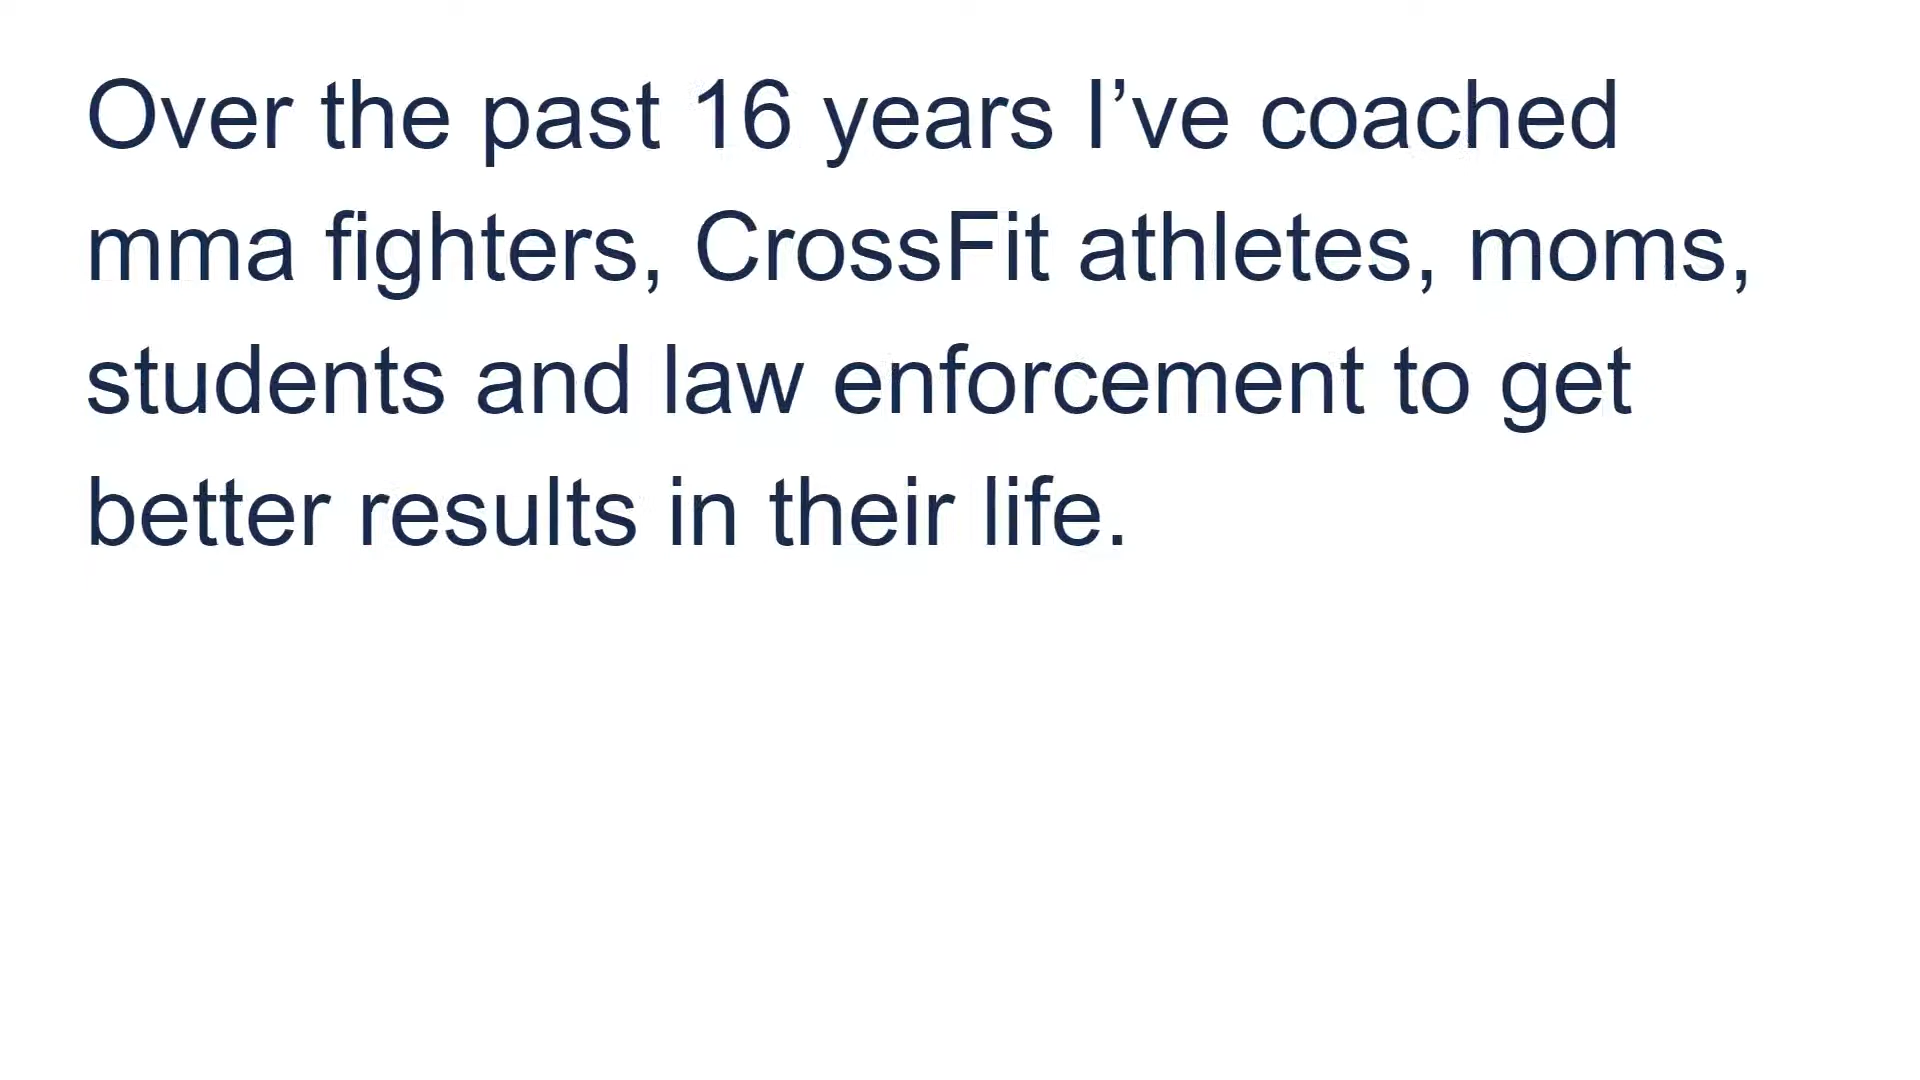 Over the past 16 years I’ve coached
mma fighters, CrossFit athletes, moms,
students and law enforcement to get
better results in their life.